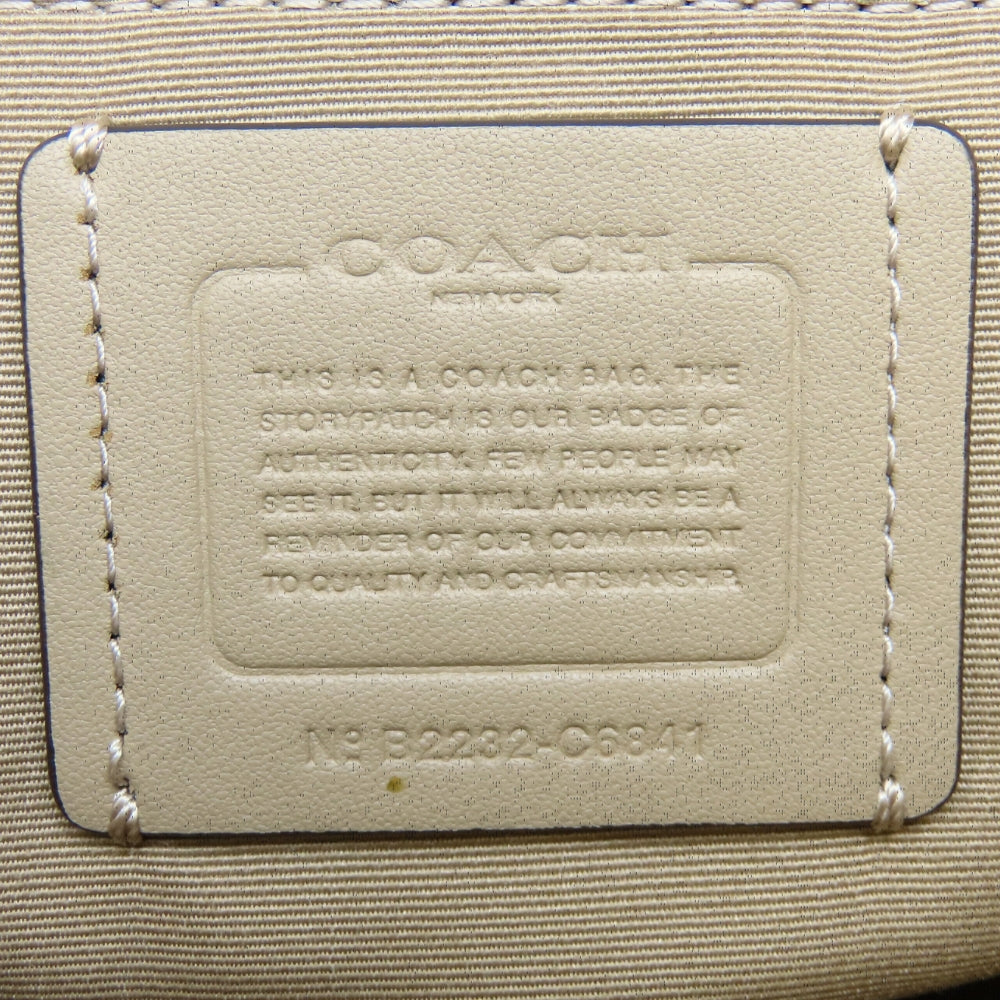 COACH
NEW YORK
THIS IS A COACH BAG. THE
STORYPATCH IS OUR BADGE OF
AUTHENTICITY. FEW PEOPLE MAY
SEE IT, BUT IT WILL ALWAYS BE A
REMINDER OF OUR COMMITMENT
TO QUALITY AND CRAFTSMANSHIP.
Nº B2232-C6841